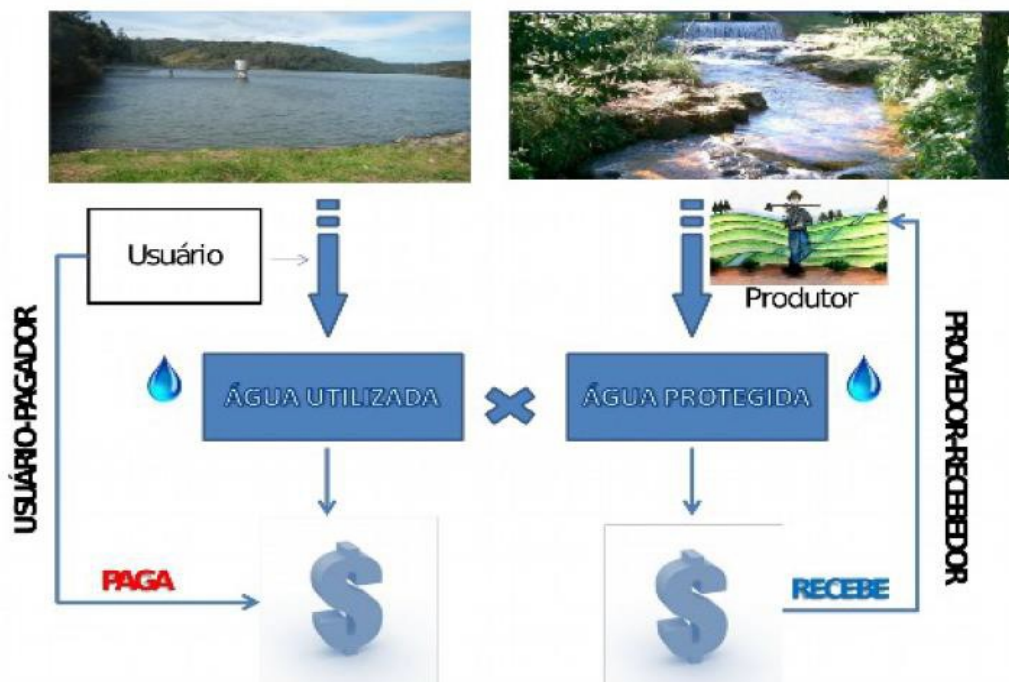 Usuário
Produtor
USUÁRIO-PAGADOR
ÁGUA UTILIZADA
ÁGUA PROTEGIDA
PROVEDOR-RECEBEDOR
PAGA
RECEBE